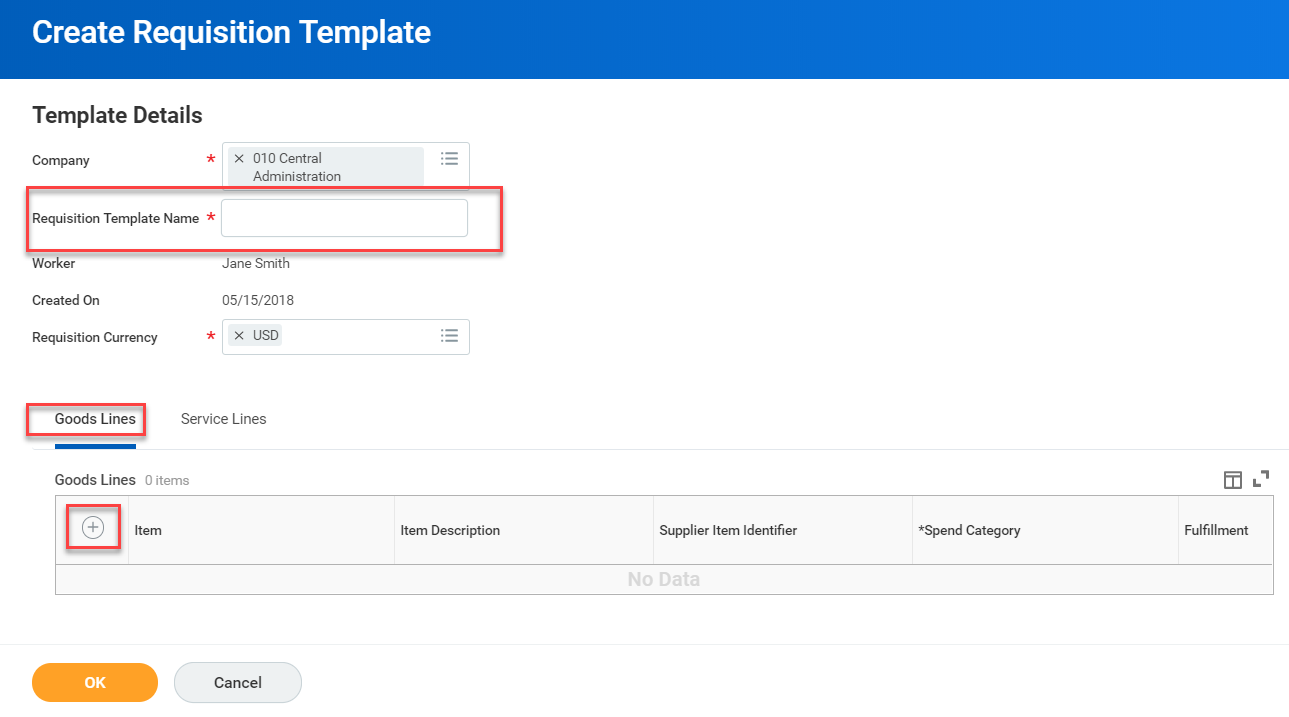 Create Requisition Template
Template Details
Company * × 010 Central
Administration
Requisition Template Name *
Worker Jane Smith
Created On 05/15/2018
Requisition Currency * × USD
Goods Lines Service Lines
Goods Lines 0 items
Item Item Description Supplier Item Identifier *Spend Category Fulfillment
No Data
OK Cancel